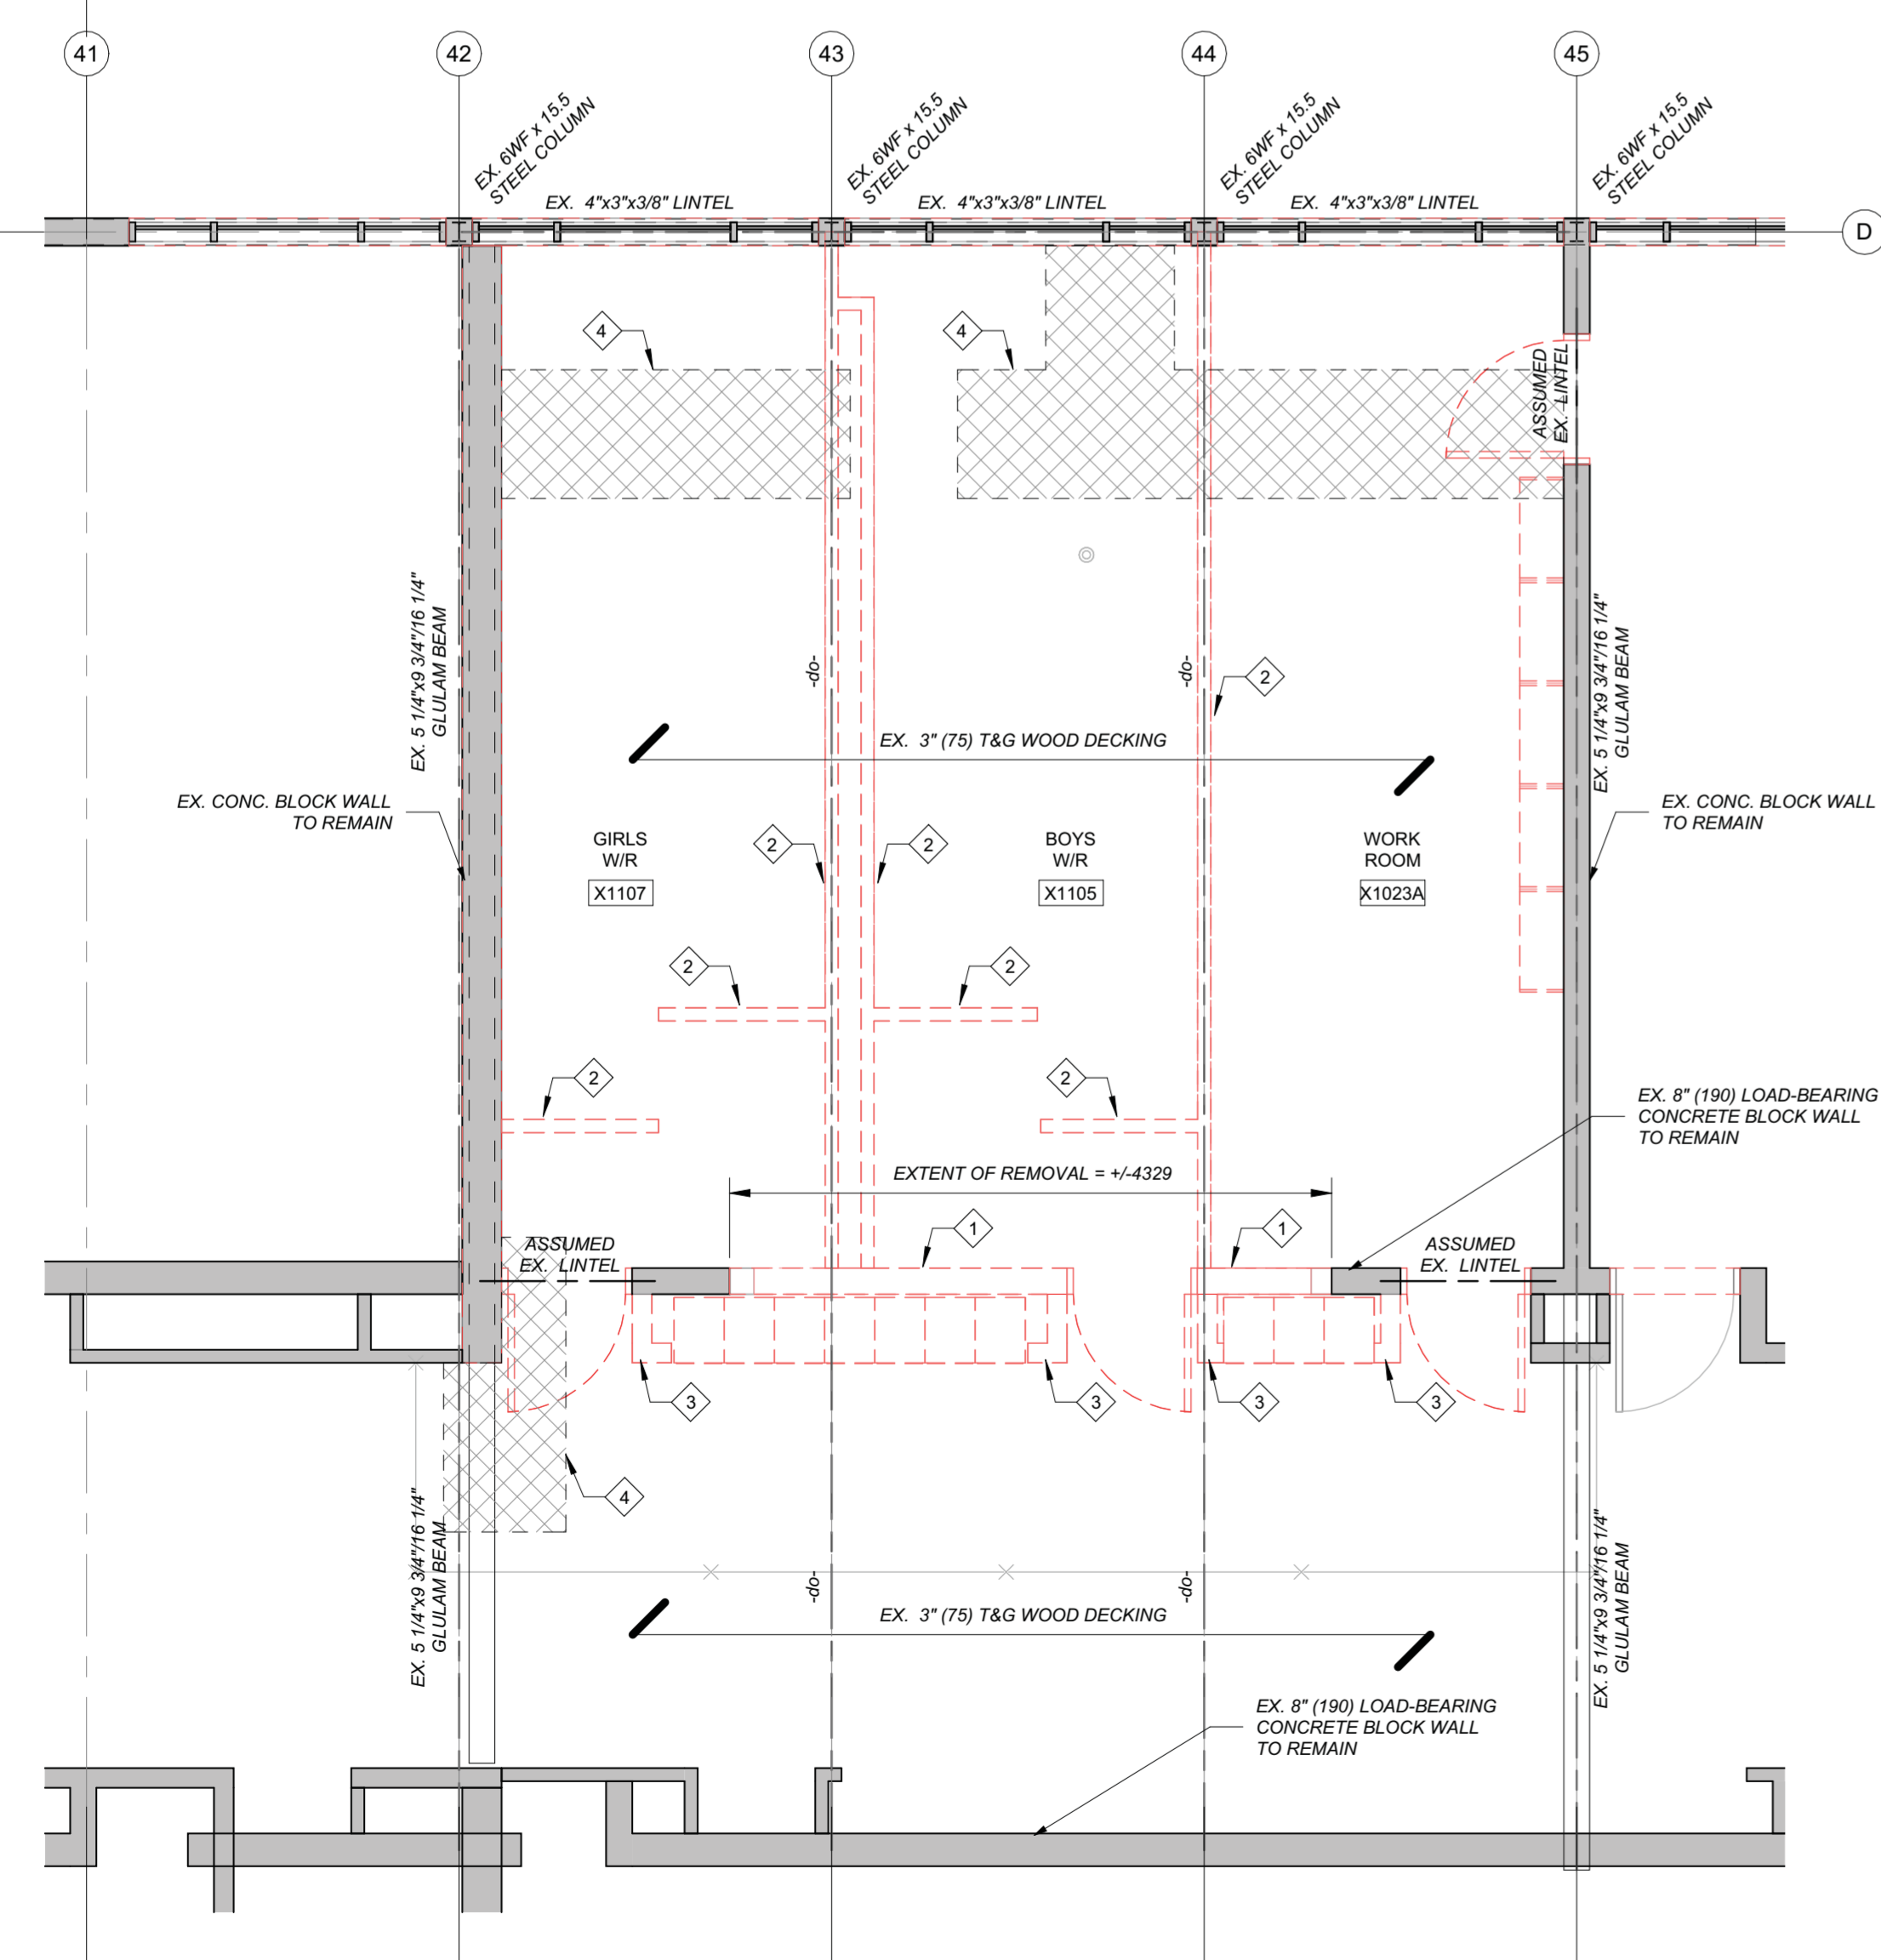 41
42
43
44
45
EX. 6WF x 15.5
STEEL COLUMN
EX. 6WF x 15.5
STEEL COLUMN
EX. 6WF x 15.5
STEEL COLUMN
EX. 6WF x 15.5
STEEL COLUMN
EX. 4"x3"x3/8" LINTEL
EX. 4"x3"x3/8" LINTEL
EX. 4"x3"x3/8" LINTEL
D
4
4
ASSUMED
EX. LINTEL
EX. 5 1/4"x9 3/4"/16 1/4"
GLULAM BEAM
-do-
-do-
2
EX. 5 1/4"x9 3/4"/16 1/4"
GLULAM BEAM
EX. 3" (75) T&G WOOD DECKING
EX. CONC. BLOCK WALL
TO REMAIN
EX. CONC. BLOCK WALL
TO REMAIN
GIRLS
W/R
X1107
2
2
BOYS
W/R
X1105
WORK
ROOM
X1023A
2
2
2
2
EX. 8" (190) LOAD-BEARING
CONCRETE BLOCK WALL
TO REMAIN
EXTENT OF REMOVAL = +/-4329
1
1
ASSUMED
EX. LINTEL
ASSUMED
EX. LINTEL
3
3
3
3
4
EX. 5 1/4"x9 3/4"/16 1/4"
GLULAM BEAM
-do-
-do-
EX. 5 1/4"x9 3/4"/16 1/4"
GLULAM BEAM
EX. 3" (75) T&G WOOD DECKING
EX. 8" (190) LOAD-BEARING
CONCRETE BLOCK WALL
TO REMAIN